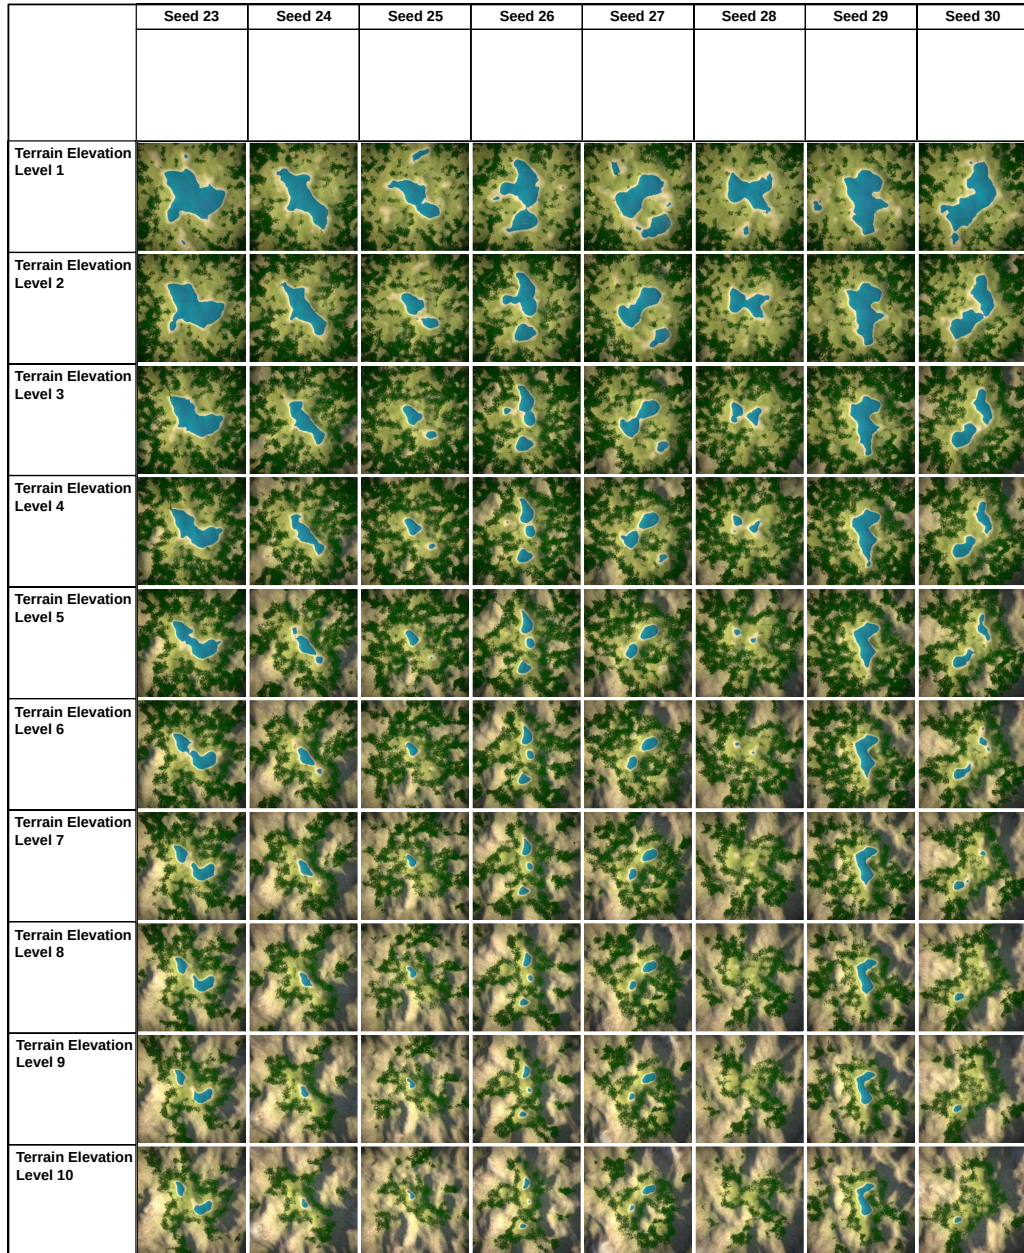 Seed 23 Seed 24 Seed 25 Seed 26 Seed 27 Seed 28 Seed 29 Seed 30
Terrain Elevation
Level 1
Terrain Elevation
Level 2
Terrain Elevation
Level 3
Terrain Elevation
Level 4
Terrain Elevation
Level 5
Terrain Elevation
Level 6
Terrain Elevation
Level 7
Terrain Elevation
Level 8
Terrain Elevation
Level 9
Terrain Elevation
Level 10